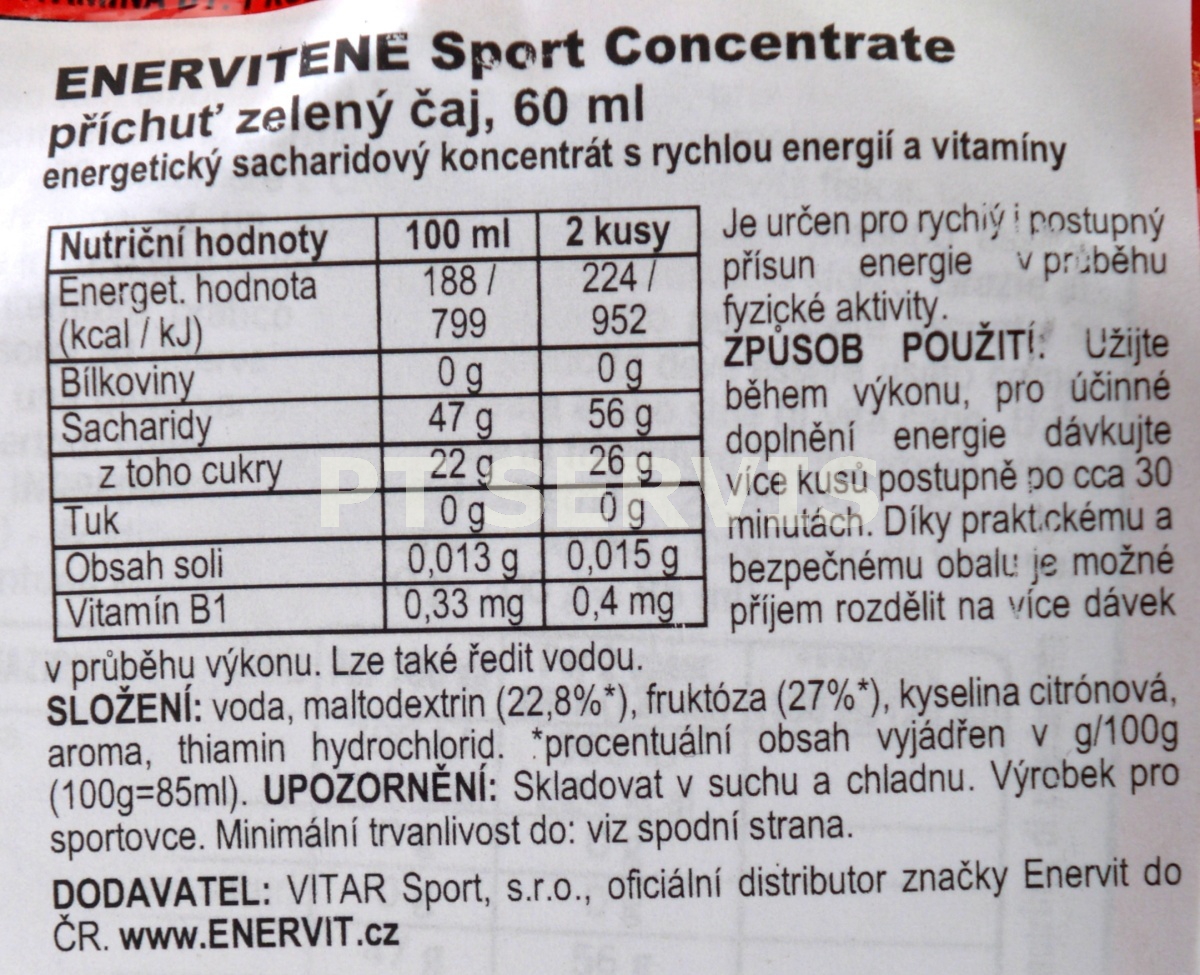 ENERVITENE Sport Concentrate
příchuť zelený čaj, 60 ml
energetický sacharidový koncentrát s rychlou energií a vitamíny
Nutriční hodnoty 100 ml 2 kusy
Energet. hodnota 188 / 224 /
(kcal / kJ) 799 952
Bílkoviny 0 g 0 g
Sacharidy 47 g 56 g
z toho cukry 22 g 26 g
Tuk 0 g 0 g
Obsah soli 0,013 g 0,015 g
Vitamín B1 0,33 mg 0,4 mg
Je určen pro rychlý i postupný
přísun energie v průběhu
fyzické aktivity.
ZPŮSOB POUŽITÍ: Užijte
během výkonu, pro účinné
doplnění energie dávkujte
více kusů postupně po cca 30
minutách. Díky praktickému a
bezpečnému obalu je možné
příjem rozdělit na více dávek
v průběhu výkonu. Lze také ředit vodou.
SLOŽENÍ: voda, maltodextrin (22,8%*), fruktóza (27%*), kyselina citrónová,
aroma, thiamin hydrochlorid. *procentuální obsah vyjádřen v g/100g
(100g=85ml). UPOZORNĚNÍ: Skladovat v suchu a chladnu. Výrobek pro
sportovce. Minimální trvanlivost do: viz spodní strana.
DODAVATEL: VITAR Sport, s.r.o., oficiální distributor značky Enervit do
ČR. www.ENERVIT.cz
PT SERVIS